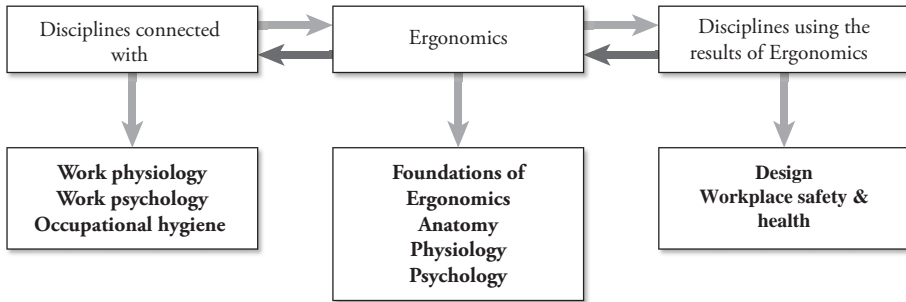 Disciplines connected
with
Ergonomics
Disciplines using the
results of Ergonomics
Work physiology
Work psychology
Occupational hygiene
Foundations of
Ergonomics
Anatomy
Physiology
Psychology
Design
Workplace safety &
health